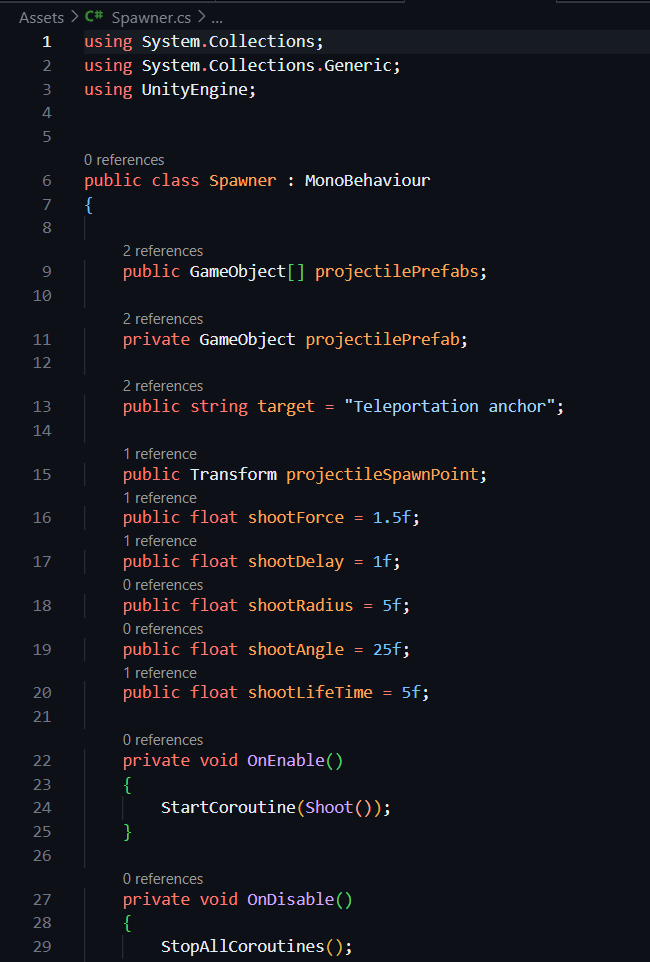 Assets > C# Spawner.cs > ...
1 using System.Collections;
2 using System.Collections.Generic;
3 using UnityEngine;
4
5
0 references
6 public class Spawner : MonoBehaviour
7 {
8
2 references
9 public GameObject[] projectilePrefabs;
10
2 references
11 private GameObject projectilePrefab;
12
2 references
13 public string target = "Teleportation anchor";
14
1 reference
15 public Transform projectileSpawnPoint;
1 reference
16 public float shootForce = 1.5f;
1 reference
17 public float shootDelay = 1f;
0 references
18 public float shootRadius = 5f;
0 references
19 public float shootAngle = 25f;
1 reference
20 public float shootLifeTime = 5f;
21
0 references
22 private void OnEnable()
23 {
24 StartCoroutine(Shoot());
25 }
26
0 references
27 private void OnDisable()
28 {
29 StopAllCoroutines();